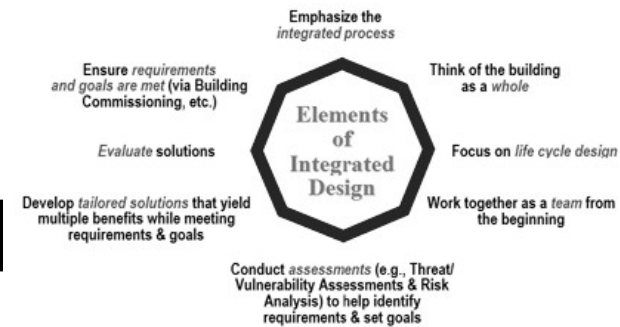 Emphasize the
integrated process
Think of the building
as a whole
Focus on life cycle design
Work together as a team from
the beginning
Conduct assessments (e.g., Threat/
Vulnerability Assessments & Risk
Analysis) to help identify
requirements & set goals
Develop tailored solutions that yield
multiple benefits while meeting
requirements & goals
Evaluate solutions
Ensure requirements
and goals are met (via Building
Commissioning, etc.)
Elements
of
Integrated
Design